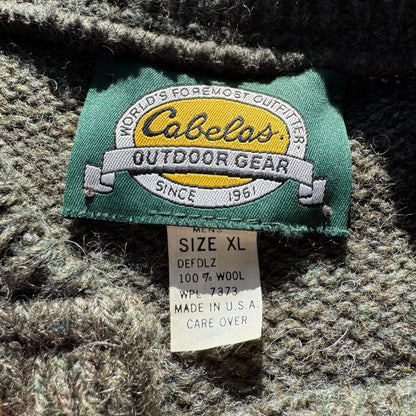 WORLD'S FOREMOST OUTFITTER
Cabelas.
OUTDOOR GEAR
SINCE 1961
MENS
SIZE XL
DEFDLZ
100% WOOL
WPL 7373
MADE IN U.S.A.
CARE OVER